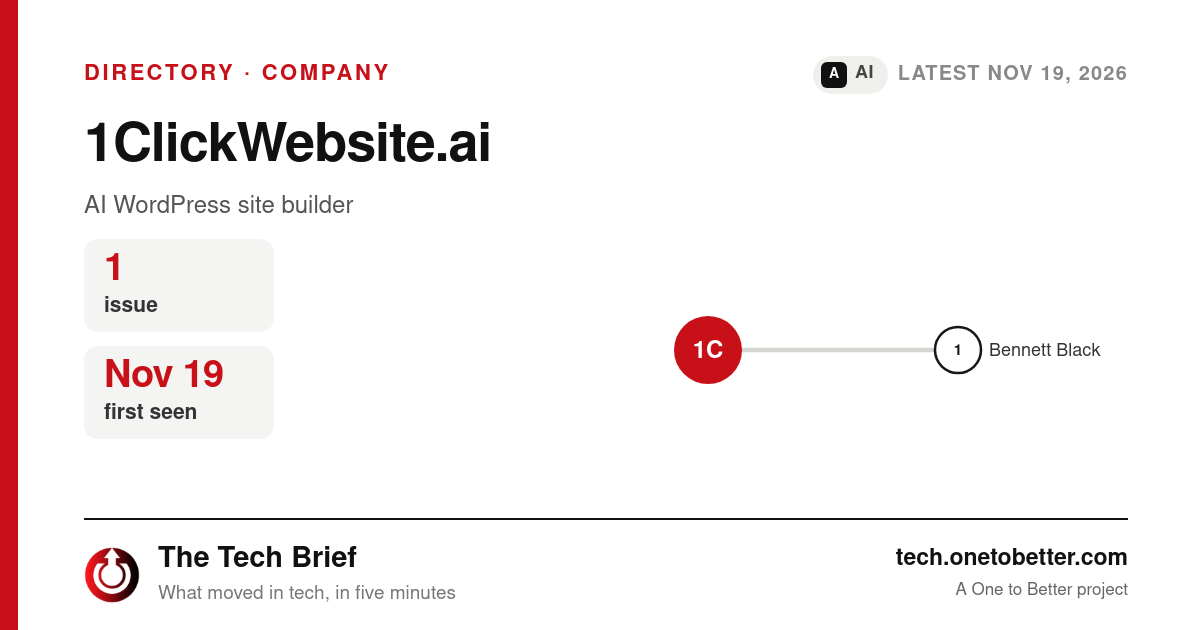 DIRECTORY · COMPANY
A AI LATEST NOV 19, 2026
1ClickWebsite.ai
AI WordPress site builder
1
issue
Nov 19
first seen
1C
1 Bennett Black
The Tech Brief
What moved in tech, in five minutes
tech.onetobetter.com
A One to Better project